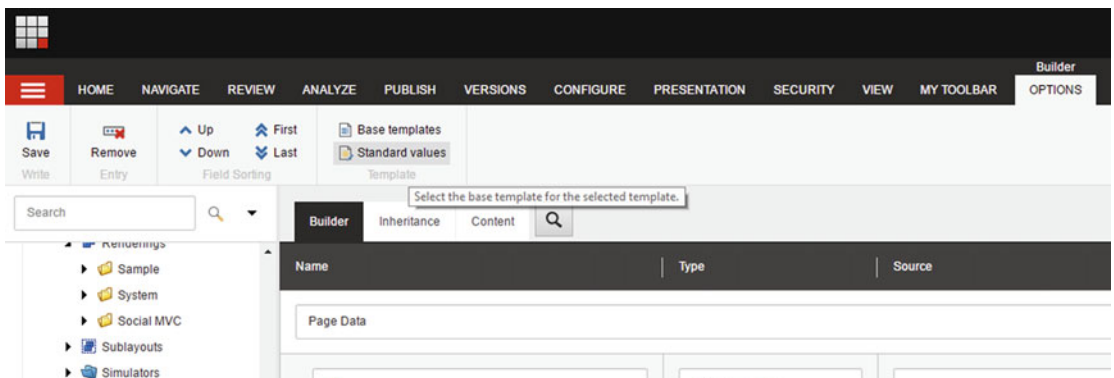 Builder
HOME NAVIGATE REVIEW ANALYZE PUBLISH VERSIONS CONFIGURE PRESENTATION SECURITY VIEW MY TOOLBAR OPTIONS
Save Remove Up Down First Last Base templates Standard values
Write Entry Field Sorting Template
Select the base template for the selected template.
Search
Builder Inheritance Content
Renderings
Name Type Source
Sample
System
Page Data
Social MVC
Sublayouts
Simulators